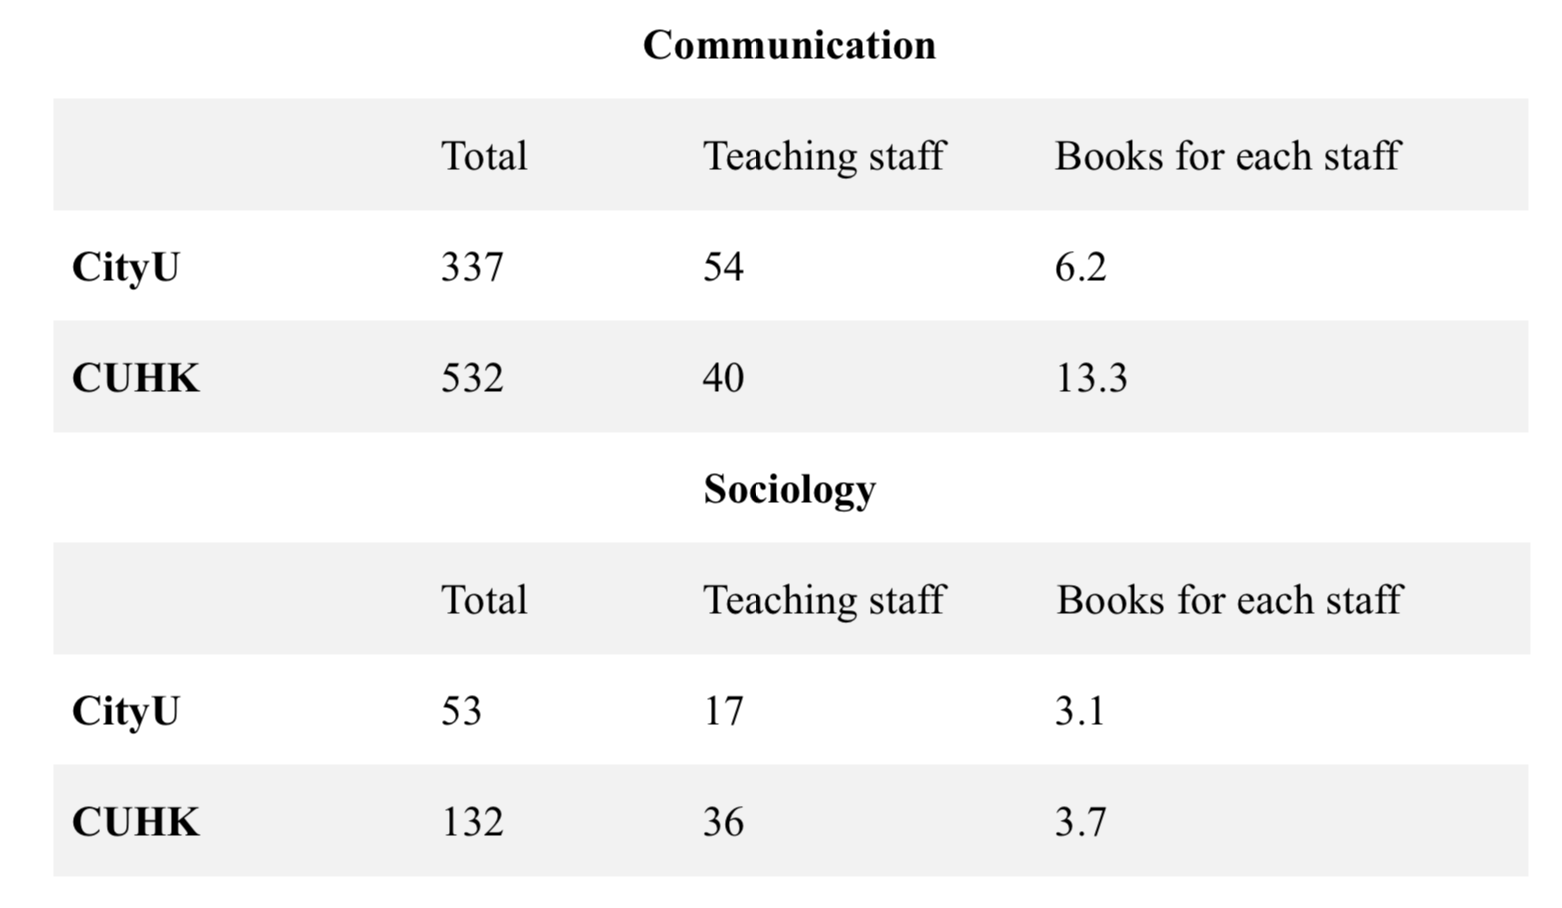 Communication
Total Teaching staff Books for each staff
CityU 337 54 6.2
CUHK 532 40 13.3
Sociology
Total Teaching staff Books for each staff
CityU 53 17 3.1
CUHK 132 36 3.7